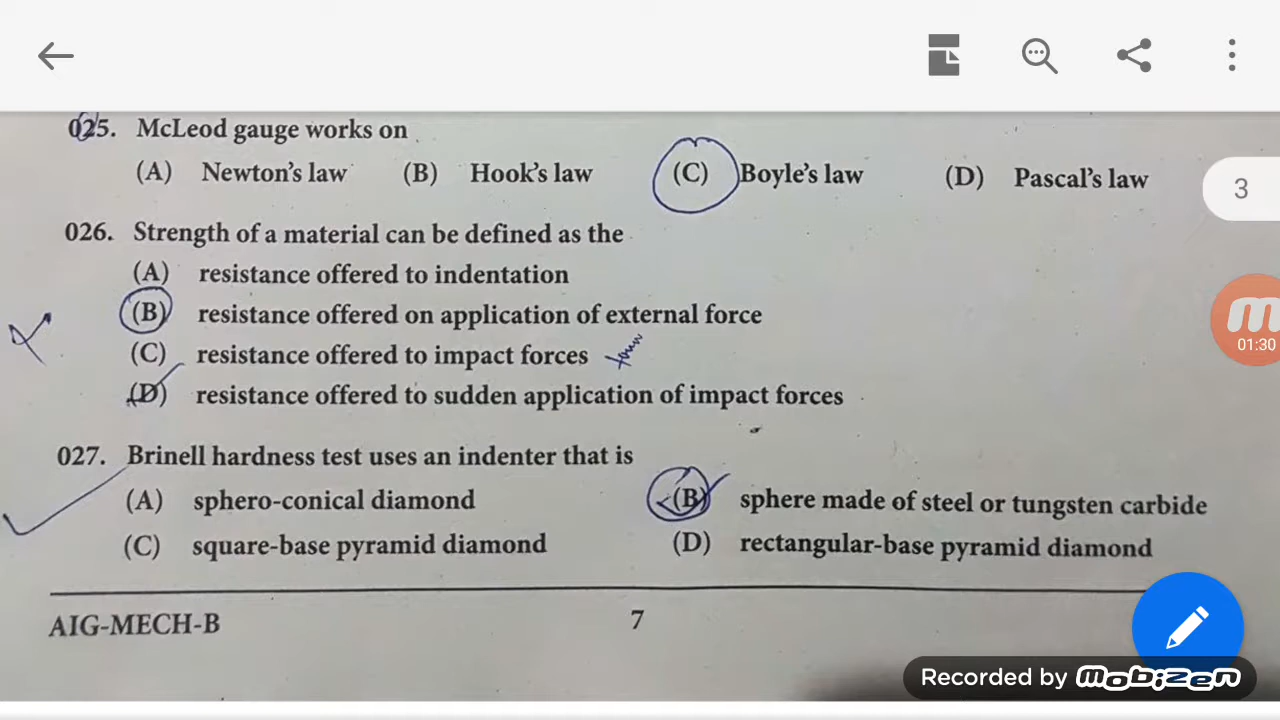 3
025. McLeod gauge works on
(A) Newton's law (B) Hook's law (C) Boyle's law (D) Pascal's law
026. Strength of a material can be defined as the
(A) resistance offered to indentation
(B) resistance offered on application of external force
(C) resistance offered to impact forces
(D) resistance offered to sudden application of impact forces
027. Brinell hardness test uses an indenter that is
(A) sphero-conical diamond (B) sphere made of steel or tungsten carbide
(C) square-base pyramid diamond (D) rectangular-base pyramid diamond
AIG-MECH-B 7
01:30
Recorded by mobizen